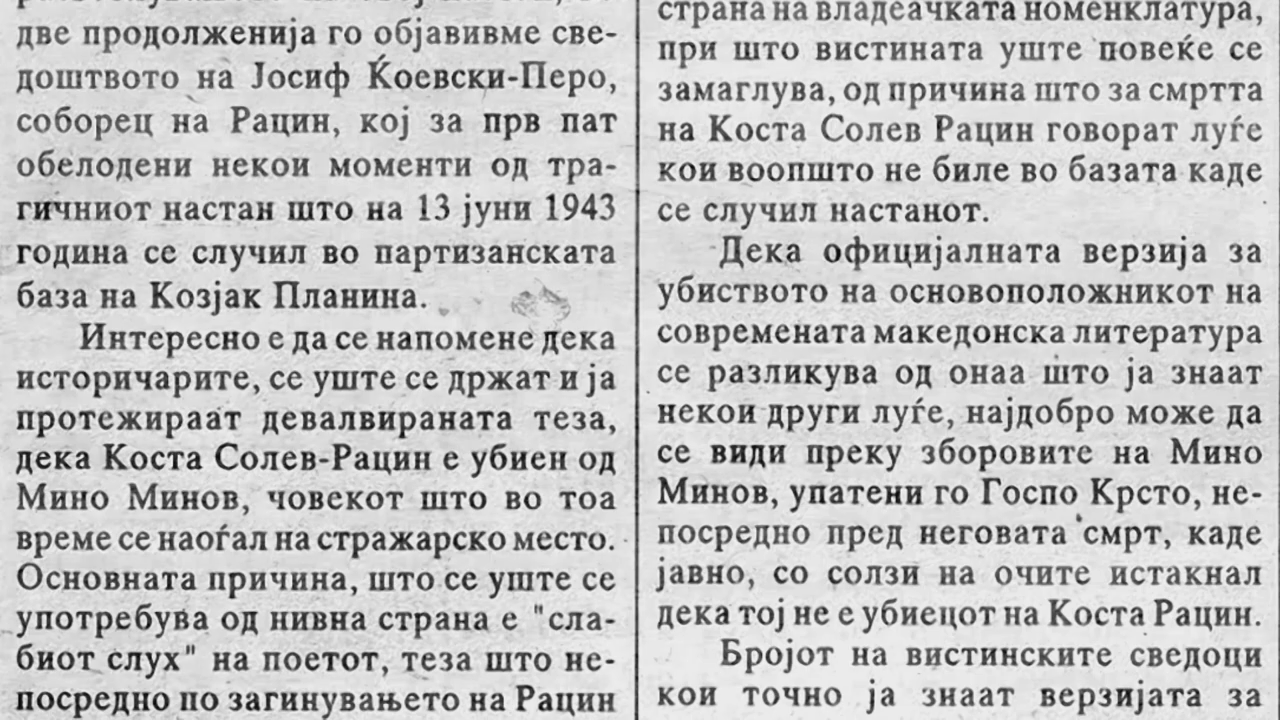 две продолженија го објавивме све-
доштвото на Јосиф Ќоевски-Перо,
соборец на Рацин, кој за прв пат
обелодени некои моменти од тра-
гичниот настан што на 13 јуни 1943
година се случил во партизанската
база на Козјак Планина.
Интересно е да се напомене дека
историчарите, се уште се држат и ја
протежираат девалвираната теза,
дека Коста Солев-Рацин е убиен од
Мино Минов, човекот што во тоа
време се наоѓал на стражарско место.
Основната причина, што се уште се
употребува од нивна страна е "сла-
биот слух" на поетот, теза што не-
посредно по загинувањето на Рацин
страна на владеачката номенклатура,
при што вистината уште повеќе се
замаглува, од причина што за смртта
на Коста Солев Рацин говорат луѓе
кои воопшто не биле во базата каде
се случил настанот.
Дека официјалната верзија за
убиството на основоположникот на
современата македонска литература
се разликува од онаа што ја знаат
некои други луѓе, најдобро може да
се види преку зборовите на Мино
Минов, упатени го Госпо Крсто, не-
посредно пред неговата смрт, каде
јавно, со солзи на очите истакнал
дека тој не е убиецот на Коста Рацин.
Бројот на вистинските сведоци
кои точно ја знаат верзијата за